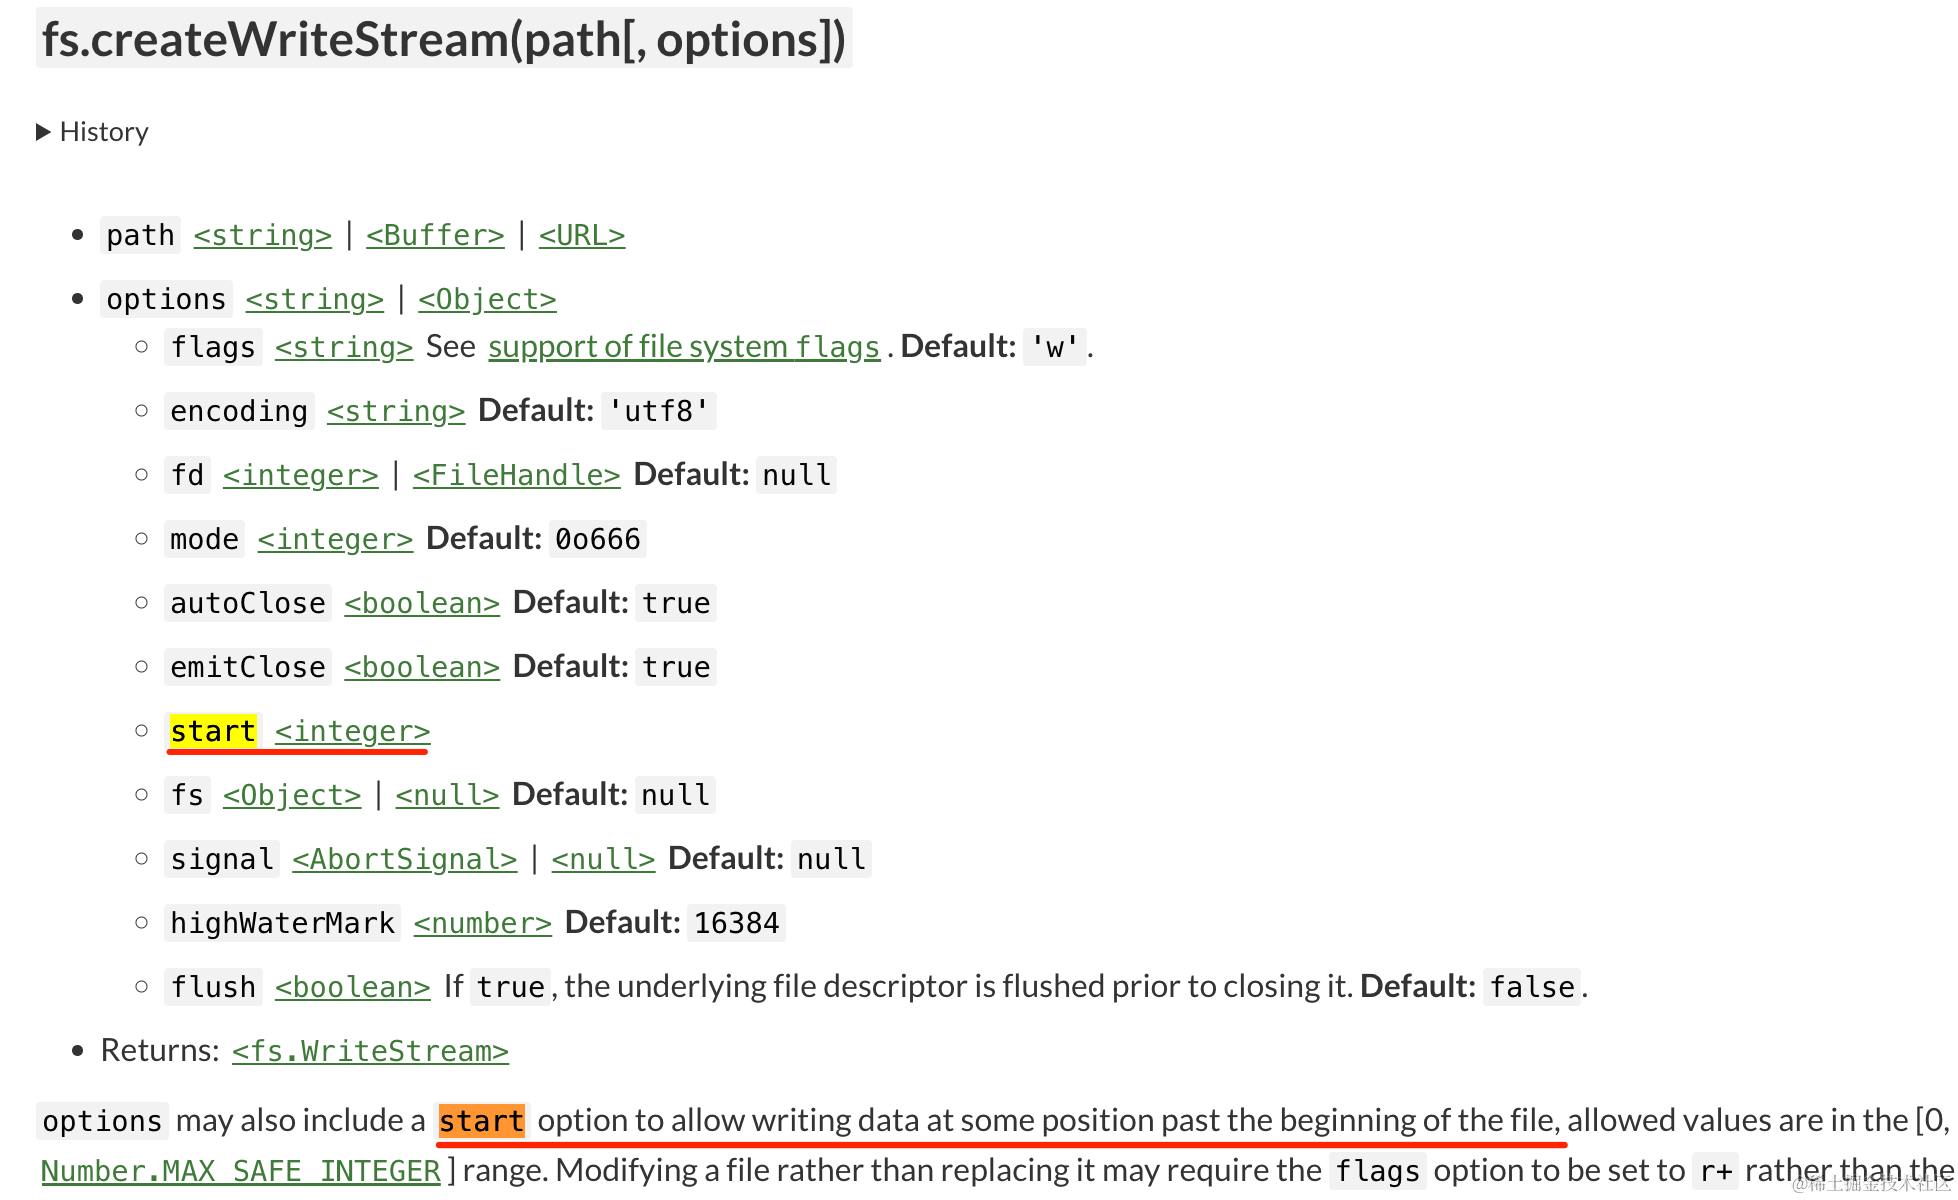 fs.createWriteStream(path[, options])
▶ History
• path <string> | <Buffer> | <URL>
• options <string> | <Object>
○ flags <string> See support of file system flags . Default: 'w'.
○ encoding <string> Default: 'utf8'
○ fd <integer> | <FileHandle> Default: null
○ mode <integer> Default: 0o666
○ autoClose <boolean> Default: true
○ emitClose <boolean> Default: true
○ start <integer>
○ fs <Object> | <null> Default: null
○ signal <AbortSignal> | <null> Default: null
○ highWaterMark <number> Default: 16384
○ flush <boolean> If true, the underlying file descriptor is flushed prior to closing it. Default: false.
• Returns: <fs.WriteStream>
options may also include a start option to allow writing data at some position past the beginning of the file, allowed values are in the [0,
Number.MAX_SAFE_INTEGER] range. Modifying a file rather than replacing it may require the flags option to be set to r+ rather than the
@稀土掘金技术社区